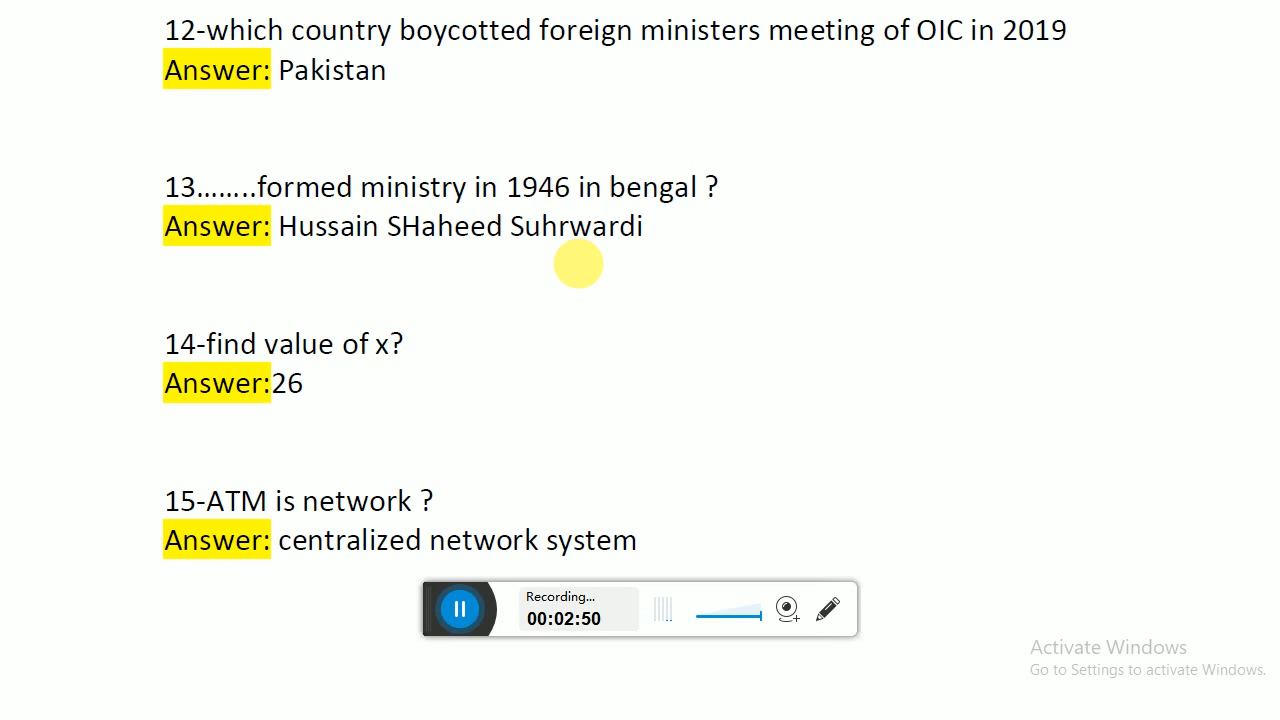 12-which country boycotted foreign ministers meeting of OIC in 2019
Answer: Pakistan
13........formed ministry in 1946 in bengal ?
Answer: Hussain SHaheed Suhrwardi
14-find value of x?
Answer:26
15-ATM is network ?
Answer: centralized network system
Recording...
00:02:50
Activate Windows
Go to Settings to activate Windows.